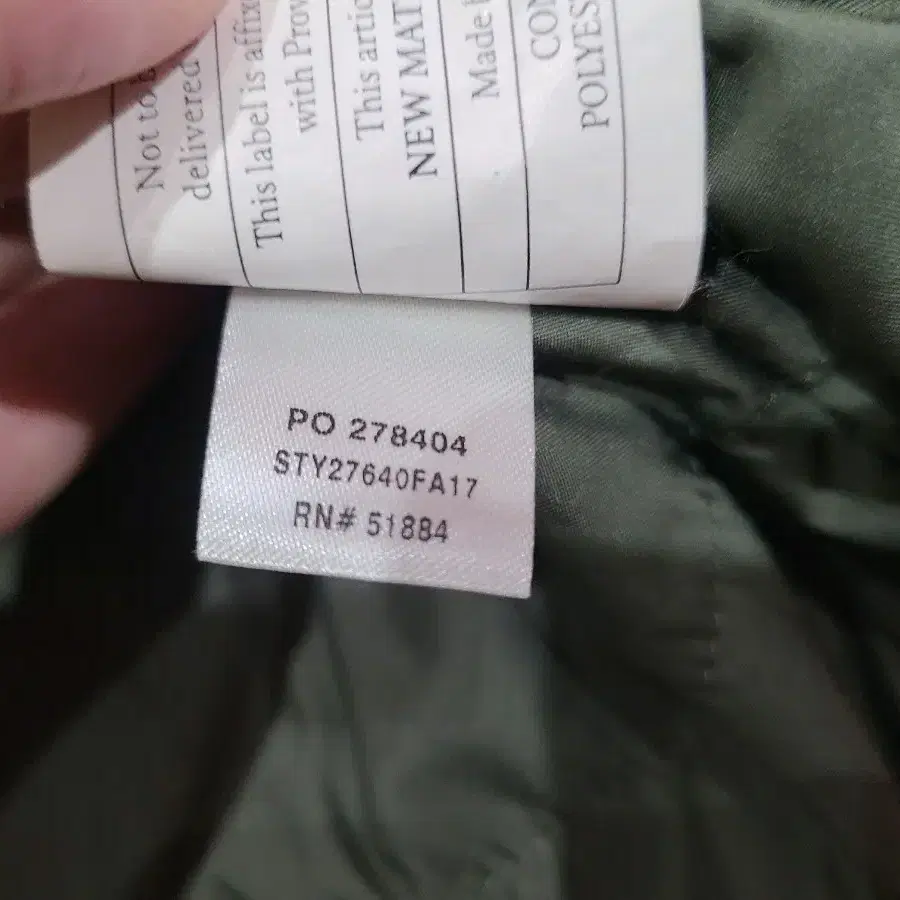 Not to
delivered
This label is affixe
with Prov
This artic
NEW MAT
Made
CON
POLYES
PO 278404
STY27640FA17
RN# 51884